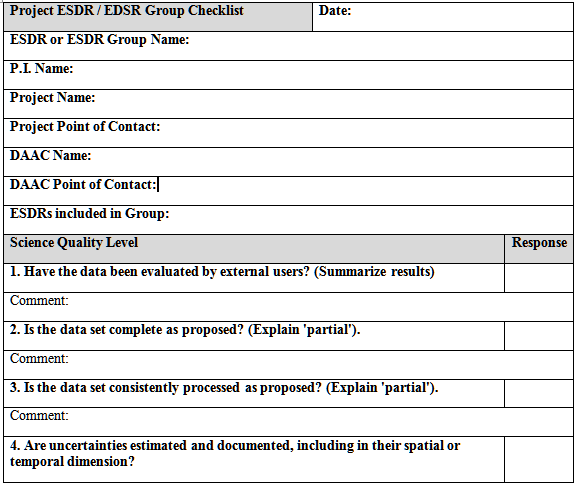 Project ESDR / EDSR Group Checklist Date:
ESDR or ESDR Group Name:
P.I. Name:
Project Name:
Project Point of Contact:
DAAC Name:
DAAC Point of Contact:
ESDRs included in Group:
Science Quality Level Response
1. Have the data been evaluated by external users? (Summarize results)
Comment:
2. Is the data set complete as proposed? (Explain 'partial').
Comment:
3. Is the data set consistently processed as proposed? (Explain 'partial').
Comment:
4. Are uncertainties estimated and documented, including in their spatial or
temporal dimension?